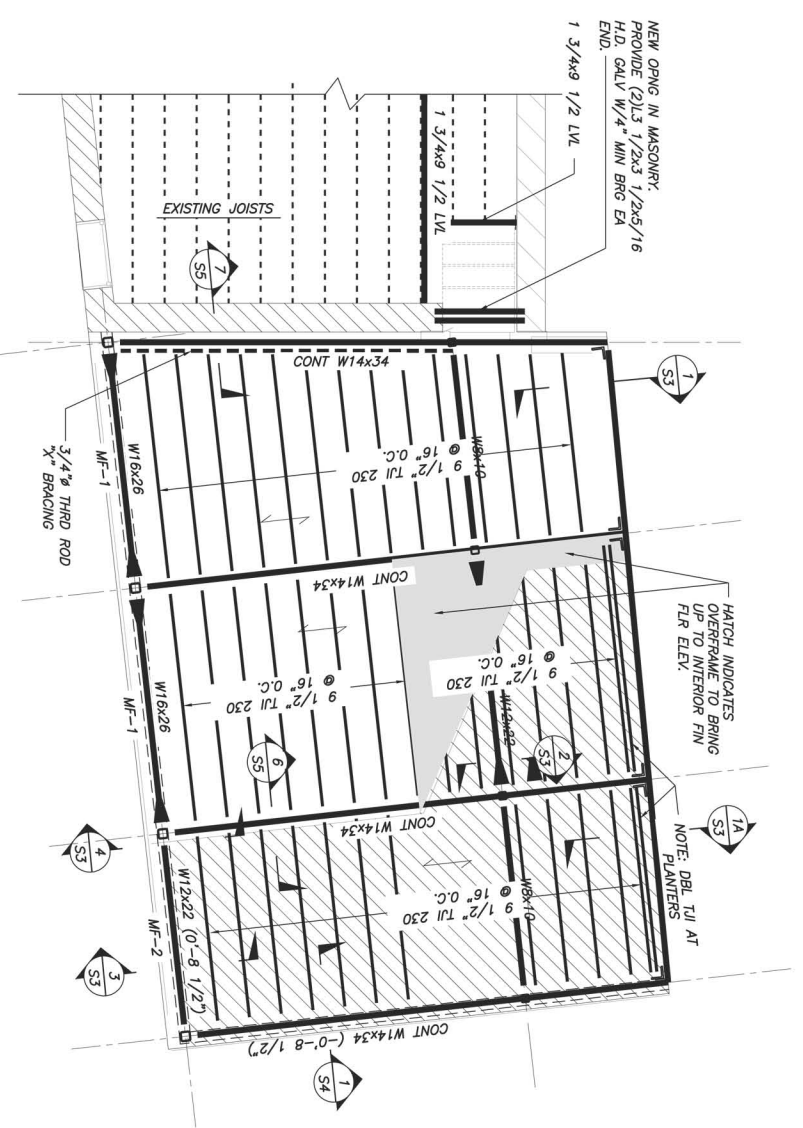 NEW OPNG IN MASONRY.
PROVIDE (2)L3 1/2x3 1/2x5/16
H.D. GALV W/4" MIN BRG EA
END.
1 3/4x9 1/2 LVL
1 3/4x9 1/2 LVL
EXISTING JOISTS
7
S5
CONT W14x34
1
S3
W16x26
MF-1
3/4"ø THRD ROD
"X" BRACING
9 1/2" TJI 230
@ 16" O.C.
W8x10
CONT W14x34
HATCH INDICATES
OVERFRAME TO BRING
UP TO INTERIOR FIN
FLR ELEV.
W16x26
MF-1
9 1/2" TJI 230
@ 16" O.C.
9 1/2" TJI 230
@ 16" O.C.
W12x22
6
S5
2
S3
CONT W14x34
1A
S3
NOTE: DBL TJI AT
PLANTERS
4
S3
W12x22 (0'-8 1/2")
MF-2
3
S3
9 1/2" TJI 230
@ 16" O.C.
W8x10
CONT W14x34 (-0'-8 1/2")
1
S4